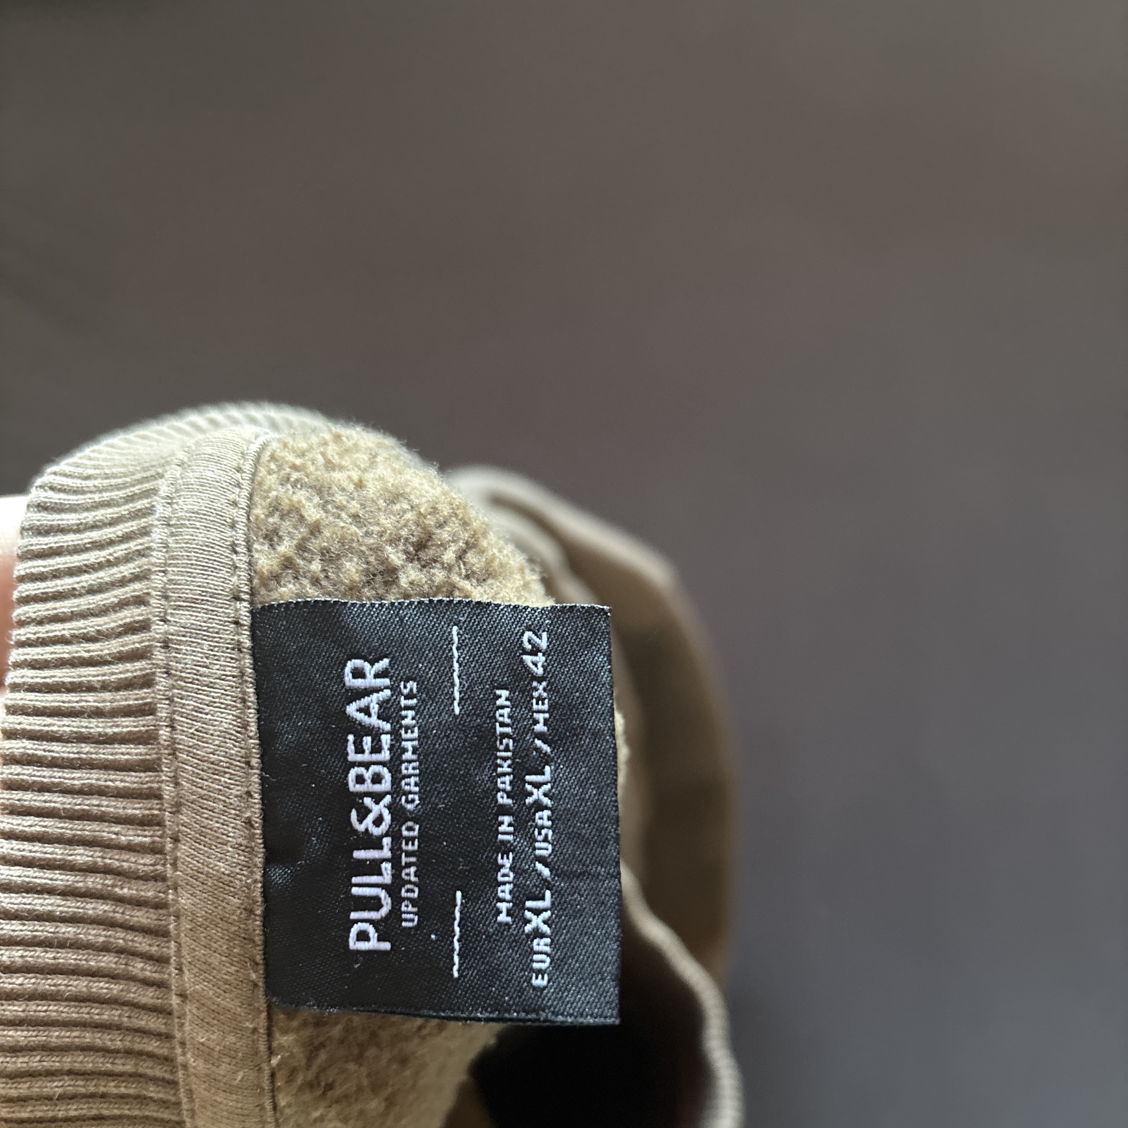 PULL&BEAR
UPDATED GARMENTS
MADE IN PAKISTAN
EUR XL / USA XL / MEX 42